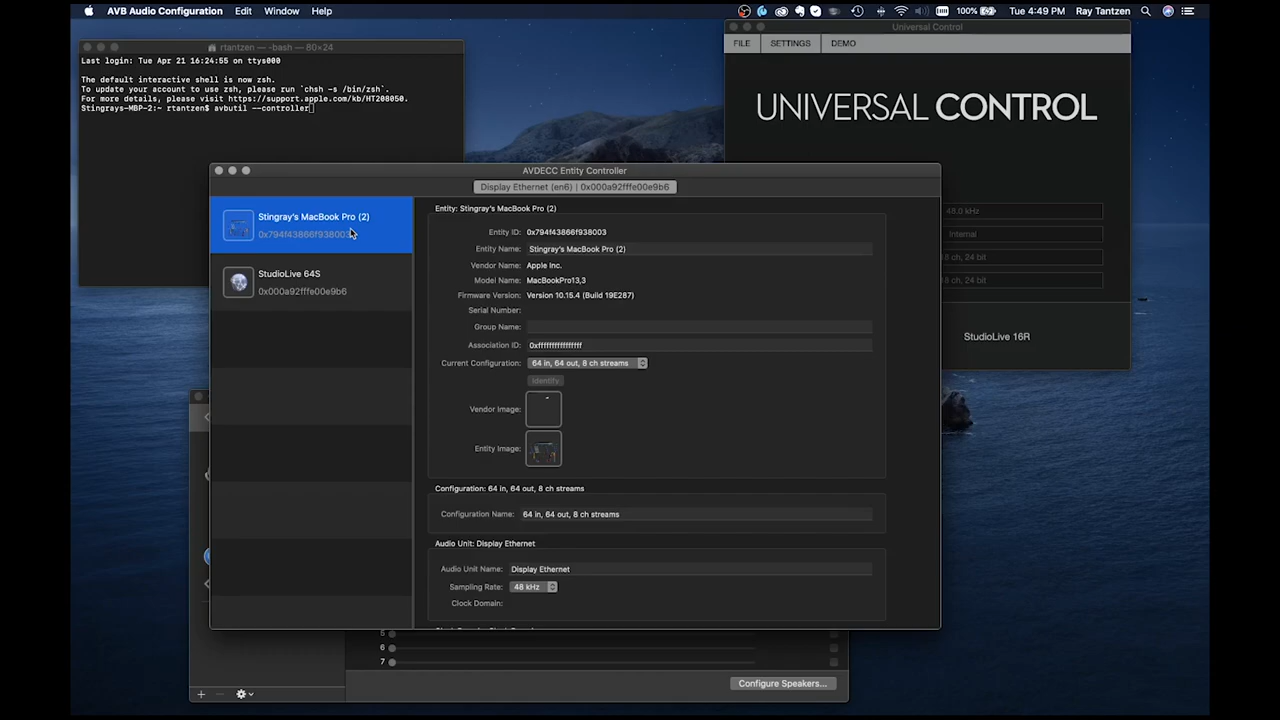 AVB Audio Configuration Edit Window Help
100% Tue 4:49 PM Ray Tantzen
rtantzen — -bash — 80×24
Last login: Tue Apr 21 16:24:55 on ttys000
The default interactive shell is now zsh.
To update your account to use zsh, please run `chsh -s /bin/zsh`.
For more details, please visit https://support.apple.com/kb/HT208050.
Stingrays-MBP-2:~ rtantzen$ avbutil --controller
Universal Control
FILE SETTINGS DEMO
UNIVERSAL CONTROL
48.0 kHz
Internal
ch, 24 bit
ch, 24 bit
StudioLive 16R
AVDECC Entity Controller
Display Ethernet (en6) | 0x000a92fffe00e9b6
Stingray's MacBook Pro (2)
0x794f43866f938003
StudioLive 64S
0x000a92fffe00e9b6
Entity: Stingray's MacBook Pro (2)
Entity ID: 0x794f43866f938003
Entity Name: Stingray's MacBook Pro (2)
Vendor Name: Apple Inc.
Model Name: MacBookPro13,3
Firmware Version: Version 10.15.4 (Build 19E287)
Serial Number:
Group Name:
Association ID: 0xffffffffffffffff
Current Configuration: 64 in, 64 out, 8 ch streams
Identify
Vendor Image:
Entity Image:
Configuration: 64 in, 64 out, 8 ch streams
Configuration Name: 64 in, 64 out, 8 ch streams
Audio Unit: Display Ethernet
Audio Unit Name: Display Ethernet
Sampling Rate: 48 kHz
Clock Domain:
5
6
7
Configure Speakers...